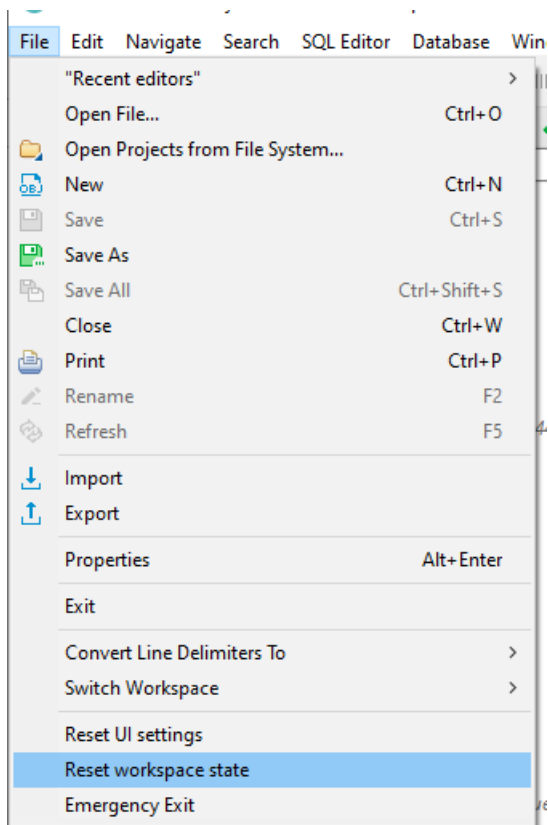 File Edit Navigate Search SQL Editor Database Win
"Recent editors"
Open File... Ctrl+O
Open Projects from File System...
New Ctrl+N
Save Ctrl+S
Save As
Save All Ctrl+Shift+S
Close Ctrl+W
Print Ctrl+P
Rename F2
Refresh F5
Import
Export
Properties Alt+Enter
Exit
Convert Line Delimiters To
Switch Workspace
Reset UI settings
Reset workspace state
Emergency Exit